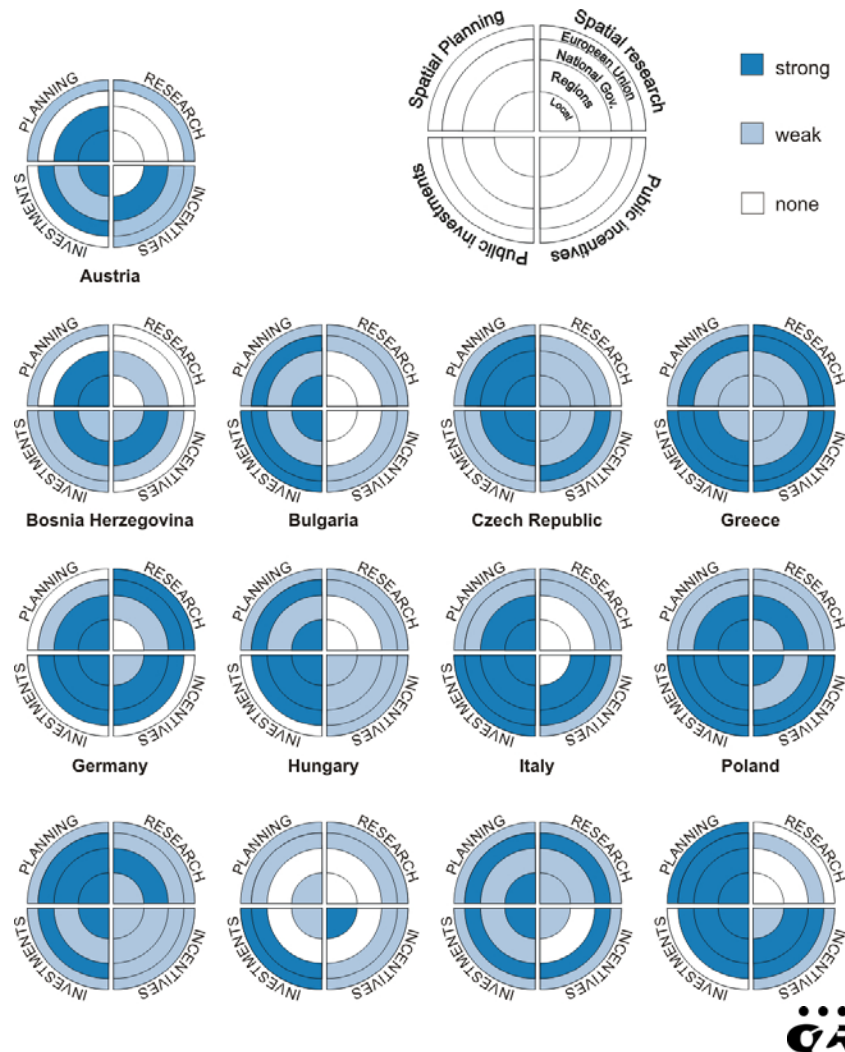 Spatial Planning
Spatial research
European Union
National Gov.
Regions
Local
Public investments
Public incentives
strong
weak
none
PLANNING
RESEARCH
INVESTMENTS
INCENTIVES
Austria
PLANNING
RESEARCH
INVESTMENTS
INCENTIVES
PLANNING
RESEARCH
INVESTMENTS
INCENTIVES
PLANNING
RESEARCH
INVESTMENTS
INCENTIVES
PLANNING
RESEARCH
INVESTMENTS
INCENTIVES
Bosnia Herzegovina
Bulgaria
Czech Republic
Greece
PLANNING
RESEARCH
INVESTMENTS
INCENTIVES
PLANNING
RESEARCH
INVESTMENTS
INCENTIVES
PLANNING
RESEARCH
INVESTMENTS
INCENTIVES
PLANNING
RESEARCH
INVESTMENTS
INCENTIVES
Germany
Hungary
Italy
Poland
PLANNING
RESEARCH
INVESTMENTS
INCENTIVES
PLANNING
RESEARCH
INVESTMENTS
INCENTIVES
PLANNING
RESEARCH
INVESTMENTS
INCENTIVES
PLANNING
RESEARCH
INVESTMENTS
INCENTIVES